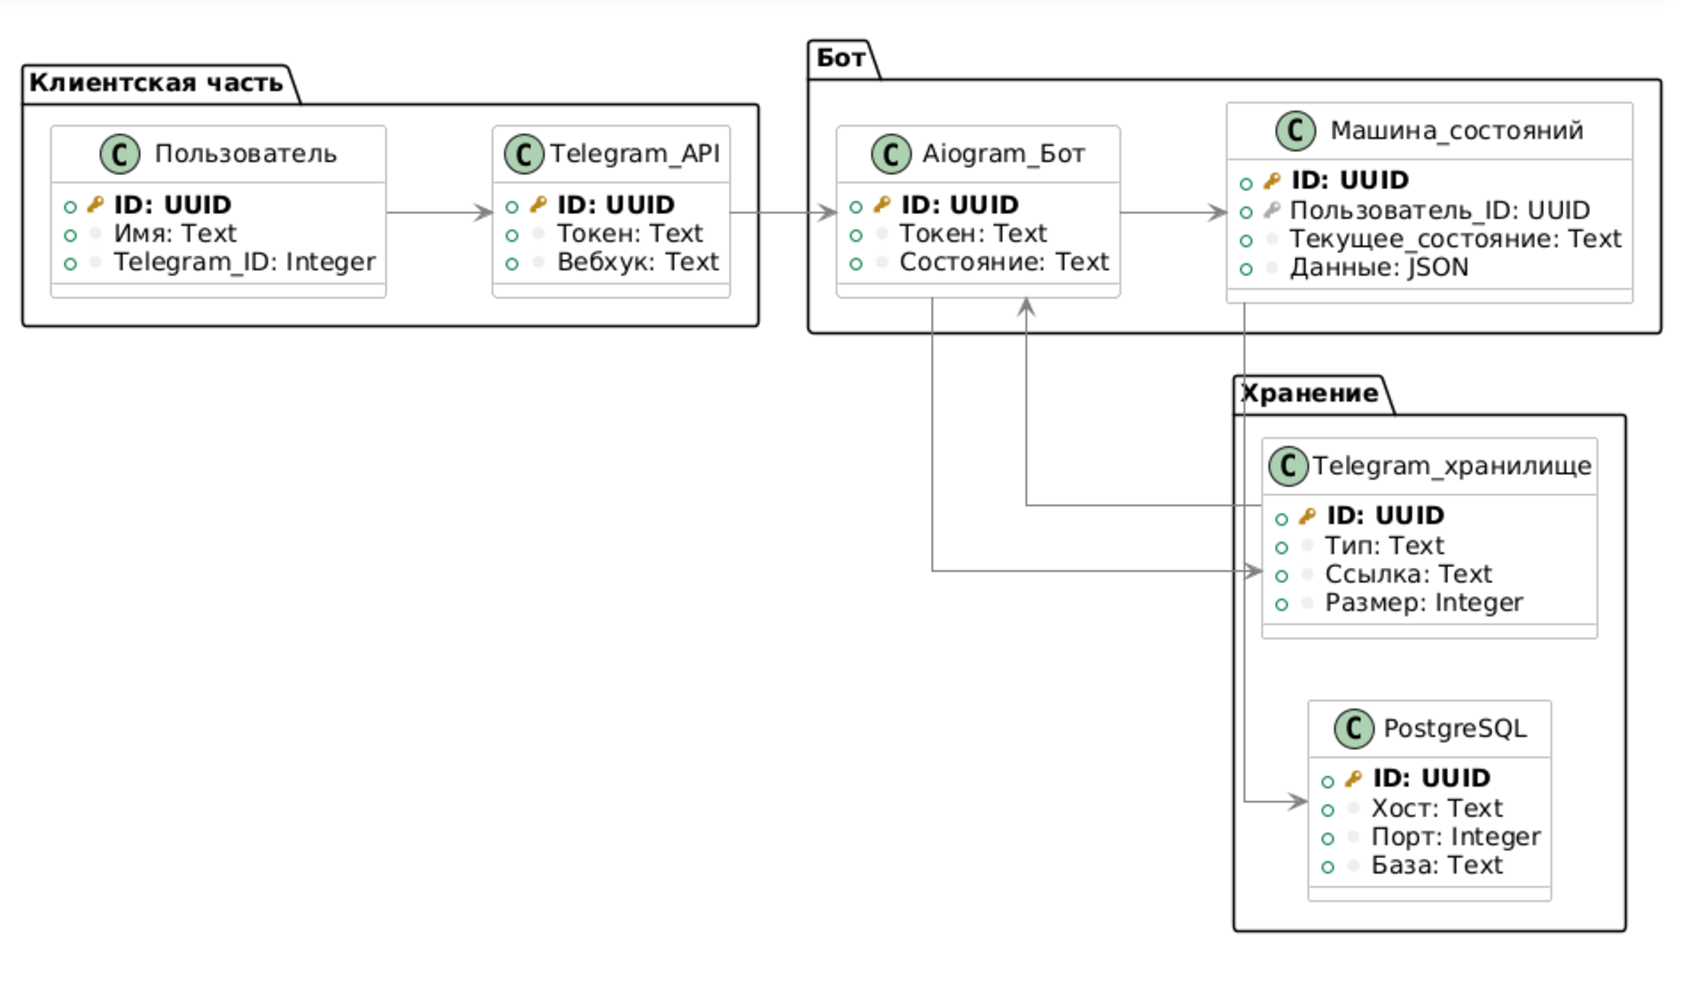 Клиентская часть
C Пользователь
ID: UUID
Имя: Text
Telegram_ID: Integer
C Telegram_API
ID: UUID
Токен: Text
Вебхук: Text
Бот
C Aiogram_Бот
ID: UUID
Токен: Text
Состояние: Text
C Машина_состояний
ID: UUID
Пользователь_ID: UUID
Текущее_состояние: Text
Данные: JSON
Хранение
C Telegram_хранилище
ID: UUID
Тип: Text
Ссылка: Text
Размер: Integer
C PostgreSQL
ID: UUID
Хост: Text
Порт: Integer
База: Text